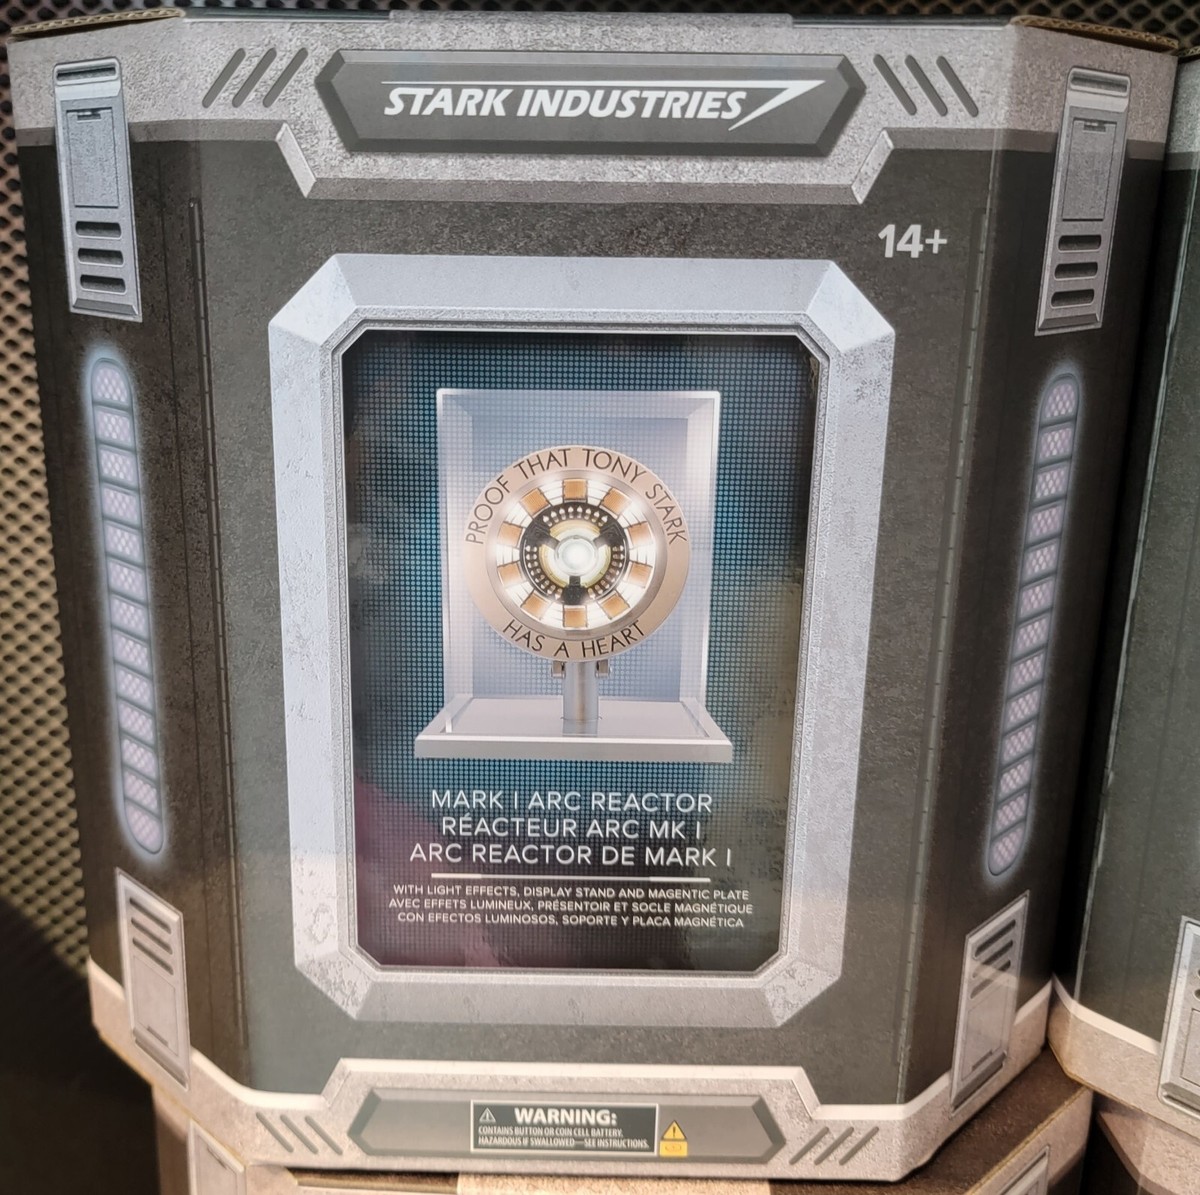 STARK INDUSTRIES
14+
PROOF THAT TONY STARK
HAS A HEART
MARK I ARC REACTOR
RÉACTEUR ARC MK I
ARC REACTOR DE MARK I
WITH LIGHT EFFECTS, DISPLAY STAND AND MAGENTIC PLATE
AVEC EFFETS LUMINEUX, PRÉSENTOIR ET SOCLE MAGNÉTIQUE
CON EFECTOS LUMINOSOS, SOPORTE Y PLACA MAGNÉTICA
WARNING:
CONTAINS BUTTON OR COIN CELL BATTERY.
HAZARDOUS IF SWALLOWED—SEE INSTRUCTIONS.